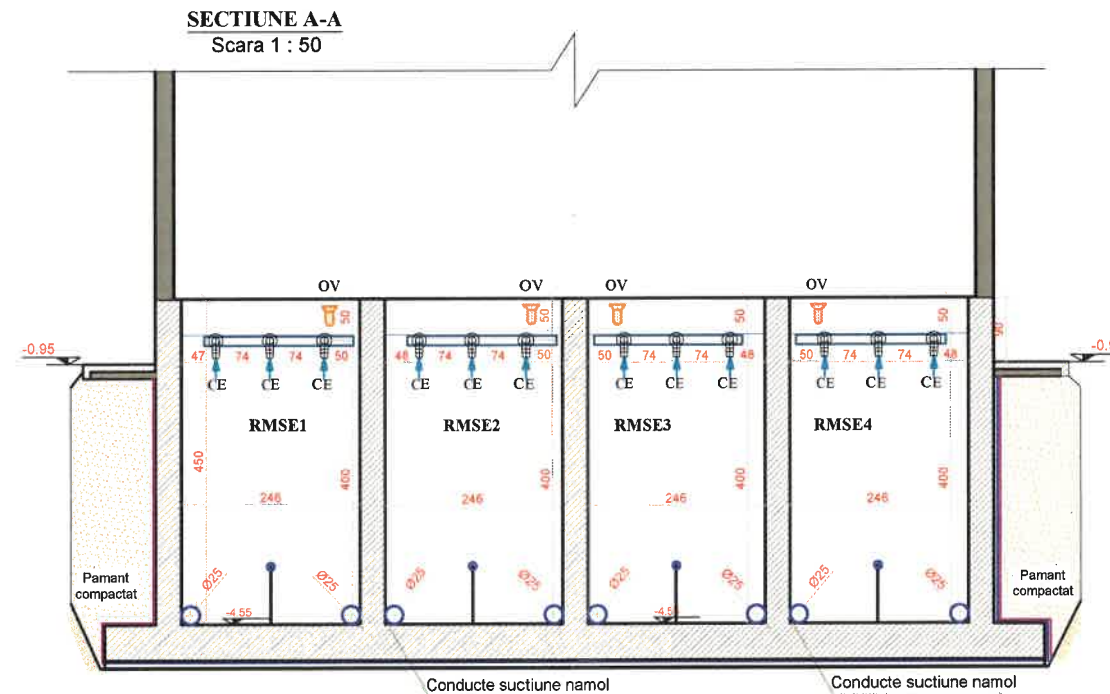 SECTIUNE A-A
Scara 1 : 50
OV OV OV OV
50 50 50 50
90
-0.95
47 74 74 50 48 74 74 50 50 74 74 48 50 74 74 48
CE CE CE CE CE CE CE CE CE CE CE CE
RMSE1 RMSE2 RMSE3 RMSE4
450 400 400 400 400
246 246 246 246
Ø25 Ø25 Ø25 Ø25 Ø25 Ø25 Ø25 Ø25
Pamant Pamant
compactat compactat
-4.55
Conducte suctiune namol Conducte suctiune namol